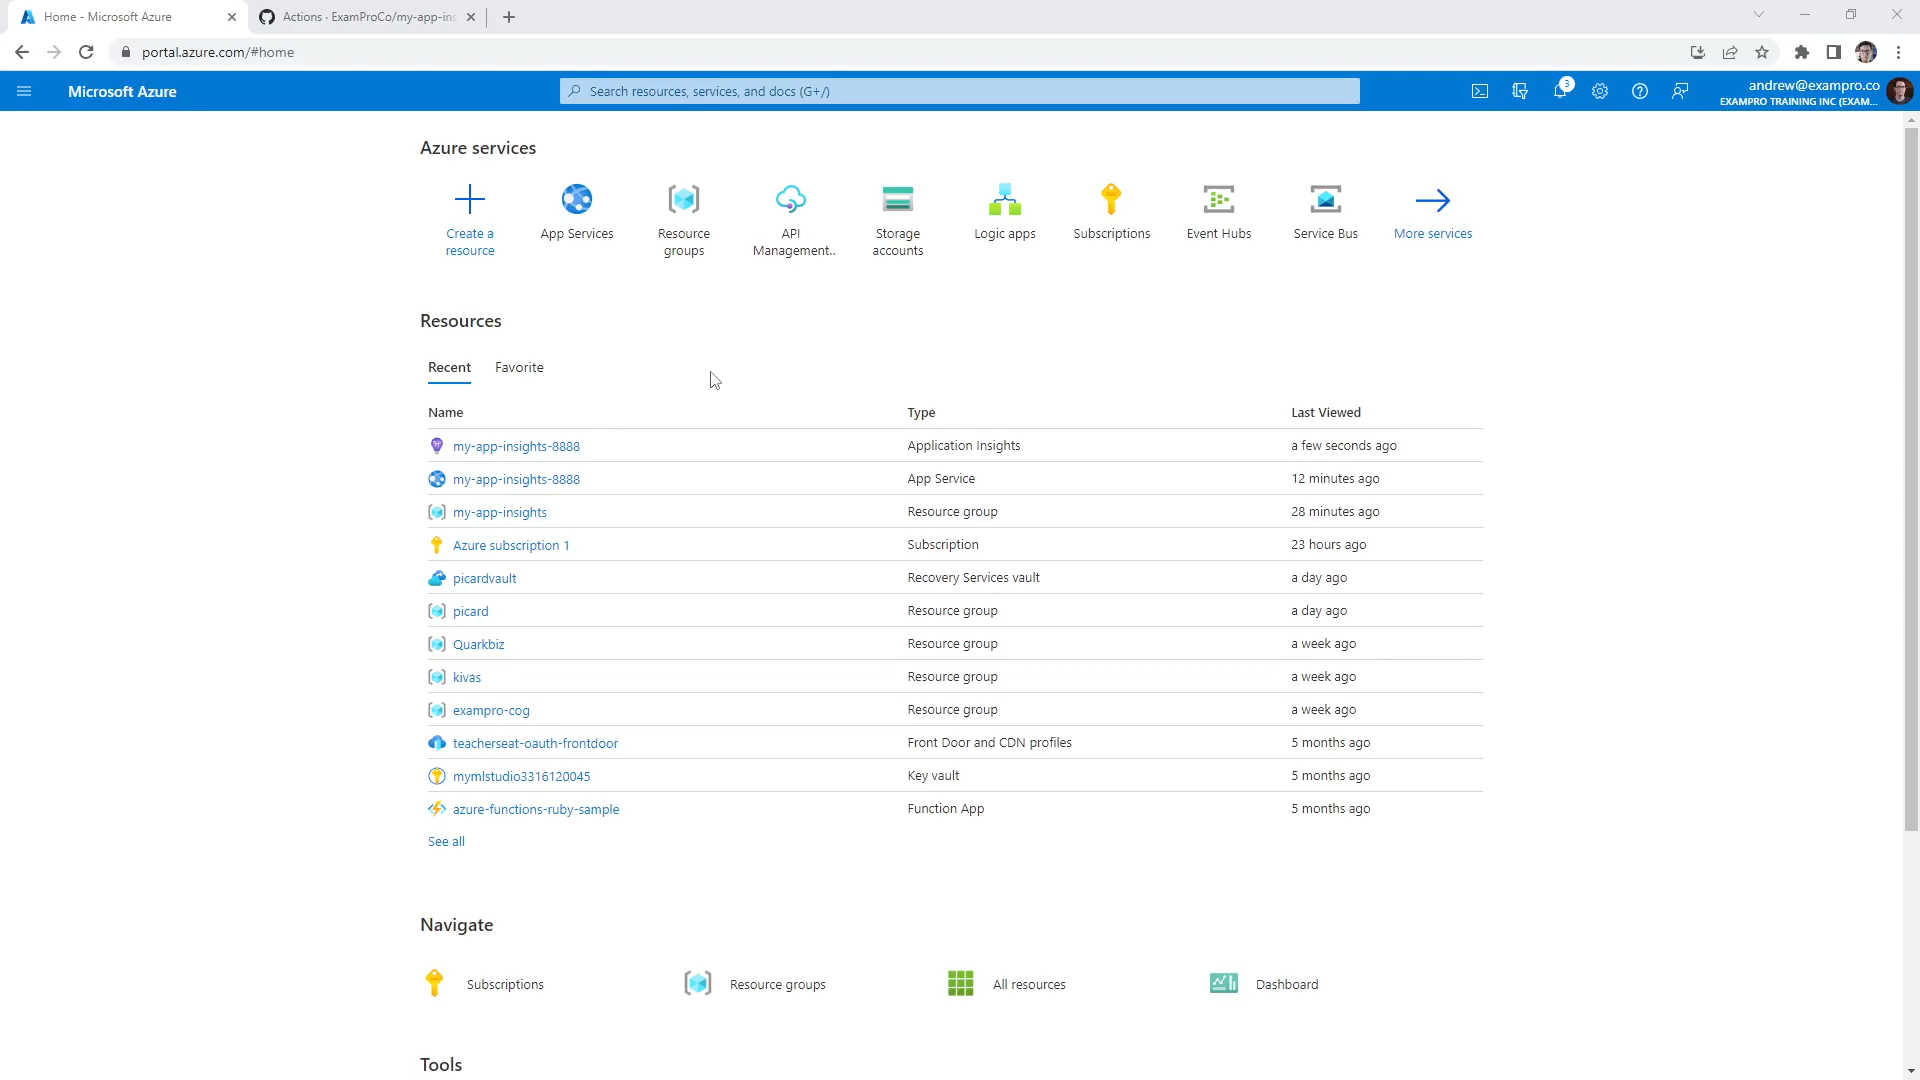 Home - Microsoft Azure
Actions · ExamProCo/my-app-ins
portal.azure.com/#home
Microsoft Azure
Search resources, services, and docs (G+/)
3
andrew@exampro.co
EXAMPRO TRAINING INC (EXAM...
Azure services
Create a resource
App Services
Resource groups
API Management..
Storage accounts
Logic apps
Subscriptions
Event Hubs
Service Bus
More services
Resources
Recent
Favorite
Name Type Last Viewed
my-app-insights-8888 Application Insights a few seconds ago
my-app-insights-8888 App Service 12 minutes ago
my-app-insights Resource group 28 minutes ago
Azure subscription 1 Subscription 23 hours ago
picardvault Recovery Services vault a day ago
picard Resource group a day ago
Quarkbiz Resource group a week ago
kivas Resource group a week ago
exampro-cog Resource group a week ago
teacherseat-oauth-frontdoor Front Door and CDN profiles 5 months ago
mymlstudio3316120045 Key vault 5 months ago
azure-functions-ruby-sample Function App 5 months ago
See all
Navigate
Subscriptions
Resource groups
All resources
Dashboard
Tools